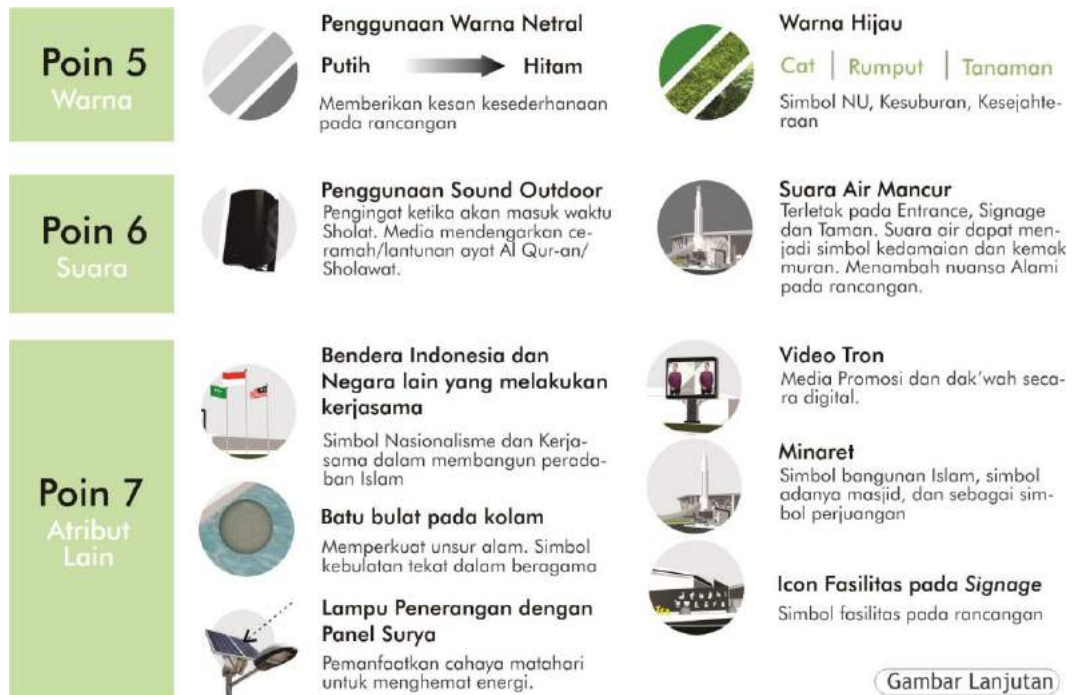 Poin 5
Warna
Penggunaan Warna Netral
Putih Hitam
Memberikan kesan kesederhanaan
pada rancangan
Warna Hijau
Cat | Rumput | Tanaman
Simbol NU, Kesuburan, Kesejahte-
raan
Poin 6
Suara
Penggunaan Sound Outdoor
Pengingat ketika akan masuk waktu
Sholat. Media mendengarkan ce-
ramah/lantunan ayat Al Qur-an/
Sholawat.
Suara Air Mancur
Terletak pada Entrance, Signage
dan Taman. Suara air dapat men-
jadi simbol kedamaian dan kemak
muran. Menambah nuansa Alami
pada rancangan.
Poin 7
Atribut
Lain
Bendera Indonesia dan
Negara lain yang melakukan
kerjasama
Simbol Nasionalisme dan Kerja-
sama dalam membangun perada-
ban Islam
Batu bulat pada kolam
Memperkuat unsur alam. Simbol
kebulatan tekat dalam beragama
Lampu Penerangan dengan
Panel Surya
Pemanfaatkan cahaya matahari
untuk menghemat energi.
Video Tron
Media Promosi dan dak'wah seca-
ra digital.
Minaret
Simbol bangunan Islam, simbol
adanya masjid, dan sebagai sim-
bol perjuangan
Icon Fasilitas pada Signage
Simbol fasilitas pada rancangan
Gambar Lanjutan